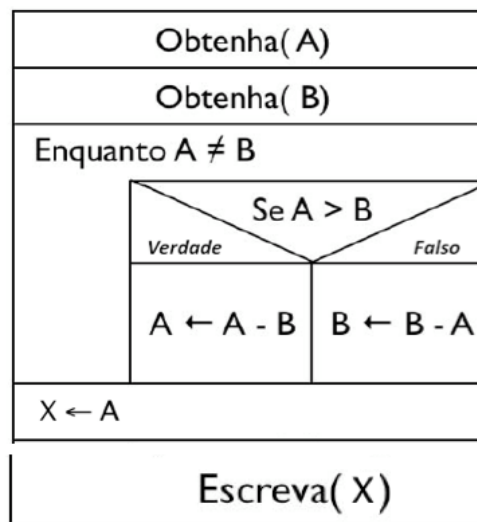 Obtenha( A)
Obtenha( B)
Enquanto A ≠ B
Se A > B
Verdade Falso
A ← A - B B ← B - A
X ← A
Escreva( X)